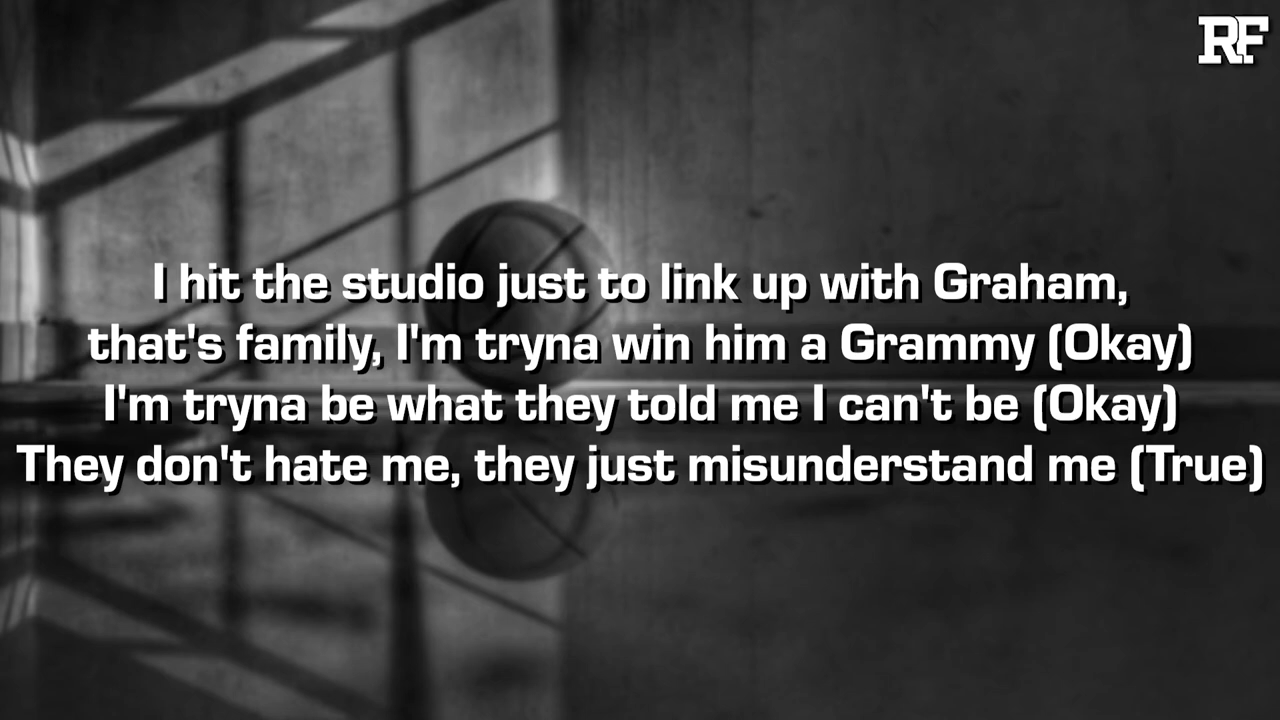 RF
I hit the studio just to link up with Graham,
that's family, I'm tryna win him a Grammy (Okay)
I'm tryna be what they told me I can't be (Okay)
They don't hate me, they just misunderstand me (True)